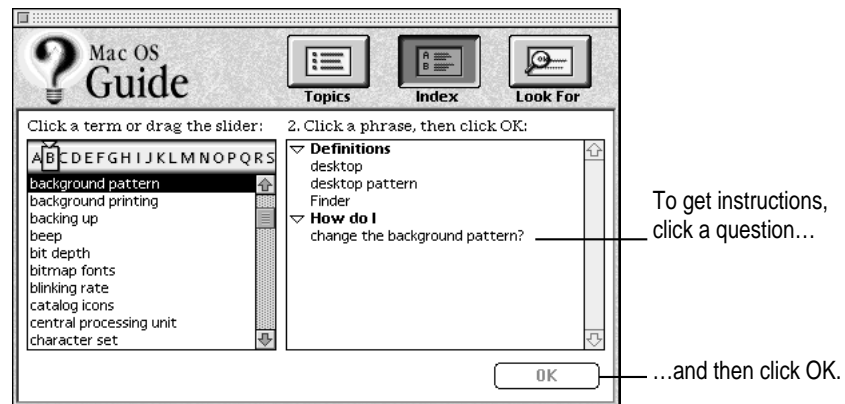 Mac OS
Guide
Topics
Index
Look For
Click a term or drag the slider:
A B C D E F G H I J K L M N O P Q R S
background pattern
background printing
backing up
beep
bit depth
bitmap fonts
blinking rate
catalog icons
central processing unit
character set
2. Click a phrase, then click OK:
Definitions
desktop
desktop pattern
Finder
How do I
change the background pattern?
OK
To get instructions,
click a question…
…and then click OK.